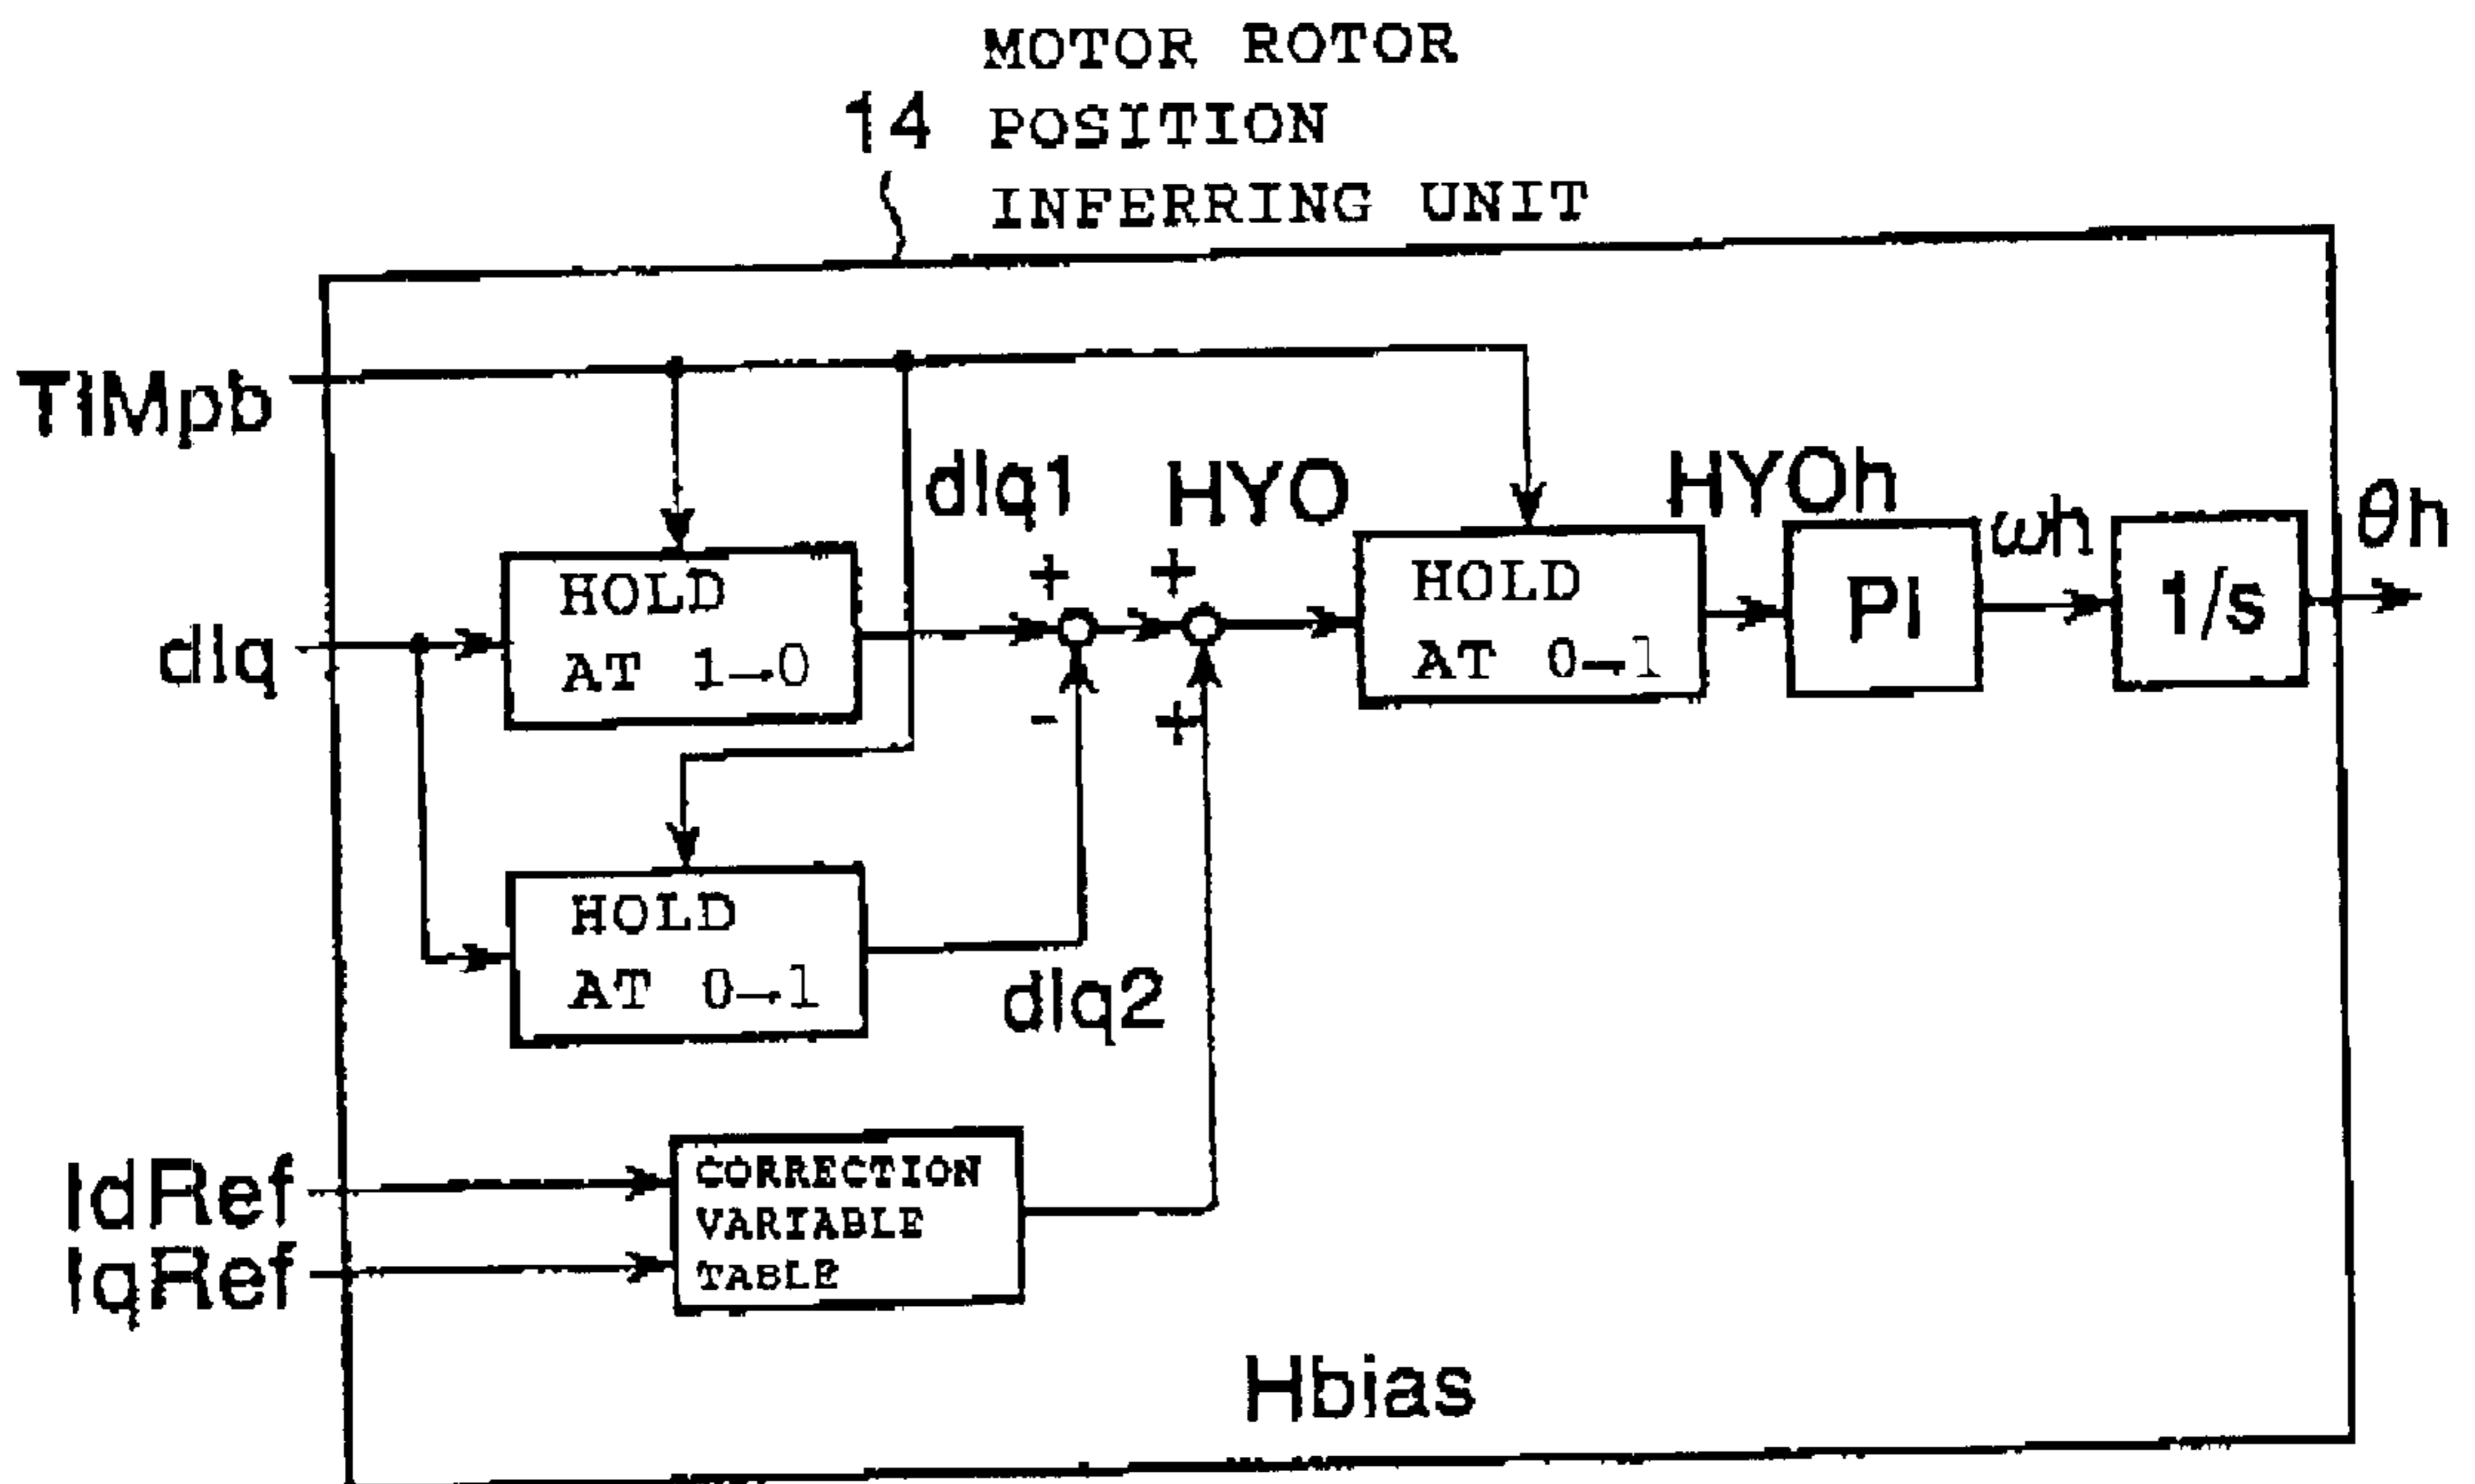 MOTOR ROTOR
14 POSITION
INFERRING UNIT
TiMpb
dIq1
HYO
HYOh
ωh
θh
+
+
HOLD
AT 1→0
HOLD
AT 0→1
PI
1/s
dIq
-
+
HOLD
AT 0→1
dIq2
IdRef
IqRef
CORRECTION
VARIABLE
TABLE
Hbias